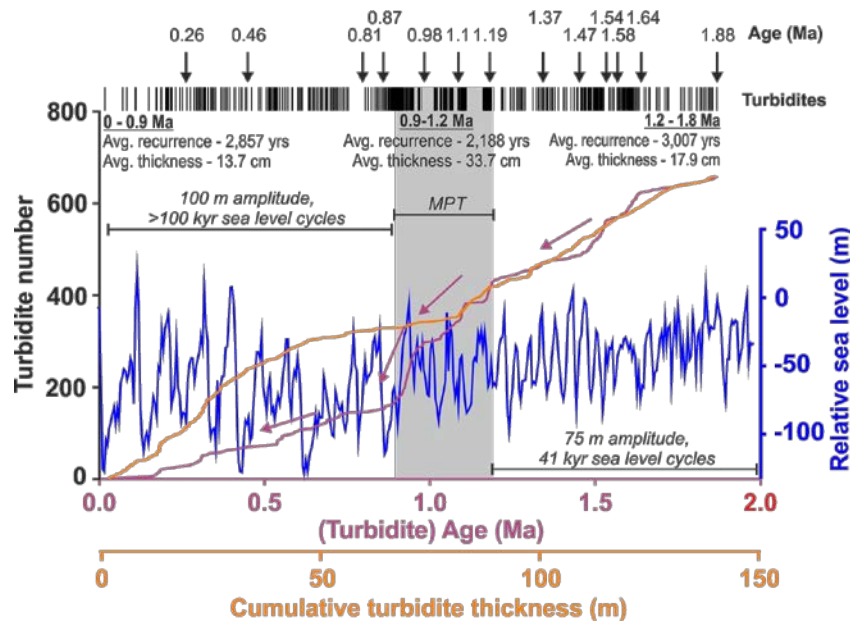 0.87
1.37
1.54
1.64
0.26
0.46
0.81
0.98
1.1
1.19
1.47
1.58
1.88
Age (Ma)
Turbidites
800
600
400
200
0
Turbidite number
0 - 0.9 Ma
Avg. recurrence - 2,857 yrs
Avg. thickness - 13.7 cm
0.9-1.2 Ma
Avg. recurrence - 2,188 yrs
Avg. thickness - 33.7 cm
1.2 - 1.8 Ma
Avg. recurrence - 3,007 yrs
Avg. thickness - 17.9 cm
100 m amplitude,
>100 kyr sea level cycles
MPT
75 m amplitude,
41 kyr sea level cycles
50
0
-50
-100
Relative sea level (m)
0.0
0.5
1.0
1.5
2.0
(Turbidite) Age (Ma)
0
50
100
150
Cumulative turbidite thickness (m)